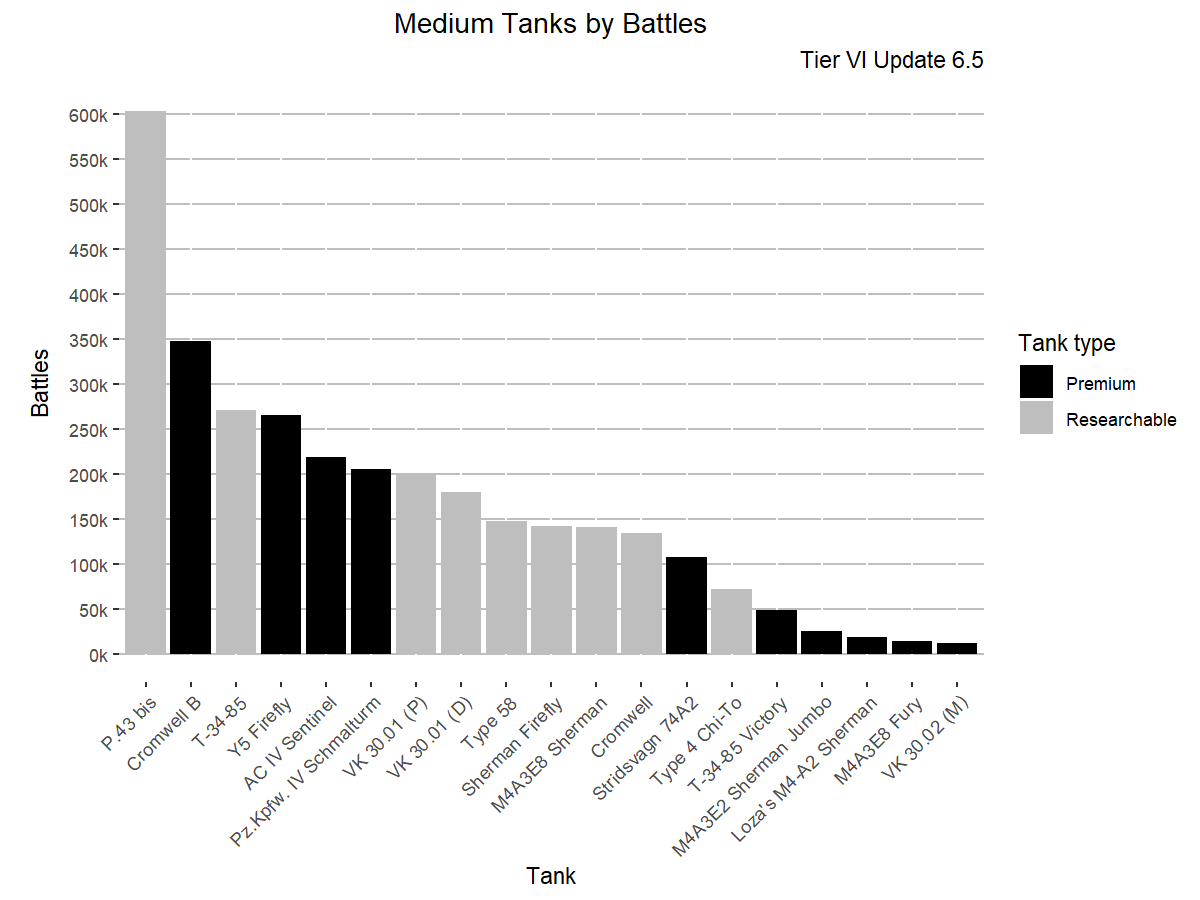 Medium Tanks by Battles
Tier VI Update 6.5
Battles
600k
550k
500k
450k
400k
350k
300k
250k
200k
150k
100k
50k
0k
P.43 bis
Cromwell B
T-34-85
Y5 Firefly
AC IV Sentinel
Pz.Kpfw. IV Schmalturm
VK 30.01 (P)
VK 30.01 (D)
Type 58
Sherman Firefly
M4A3E8 Sherman
Cromwell
Stridsvagn 74A2
Type 4 Chi-To
T-34-85 Victory
M4A3E2 Sherman Jumbo
Loza's M4-A2 Sherman
M4A3E8 Fury
VK 30.02 (M)
Tank
Tank type
Premium
Researchable